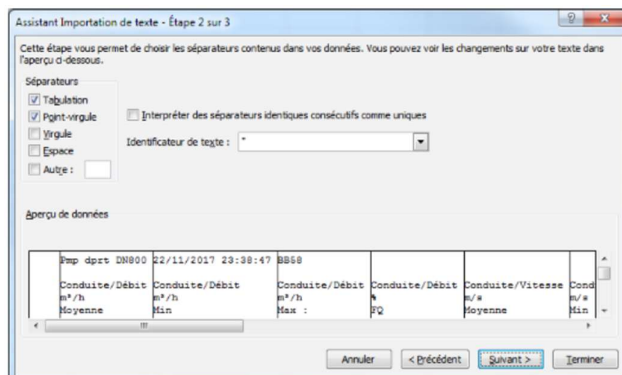 Assistant Importation de texte - Étape 2 sur 3
Cette étape vous permet de choisir les séparateurs contenus dans vos données. Vous pouvez voir les changements sur votre texte dans
l'aperçu ci-dessous.
Séparateurs
Tabulation
Point-virgule
Virgule
Espace
Autre :
Interpréter des séparateurs identiques consécutifs comme uniques
Identificateur de texte : "
Aperçu de données
Pmp dprt DN800 22/11/2017 23:38:47 BB58
Conduite/Débit Conduite/Débit Conduite/Débit Conduite/Débit Conduite/Vitesse Cond
m³/h m³/h m³/h % m/s m/s
Moyenne Min Max : FQ Moyenne Min
Annuler < Précédent Suivant > Terminer